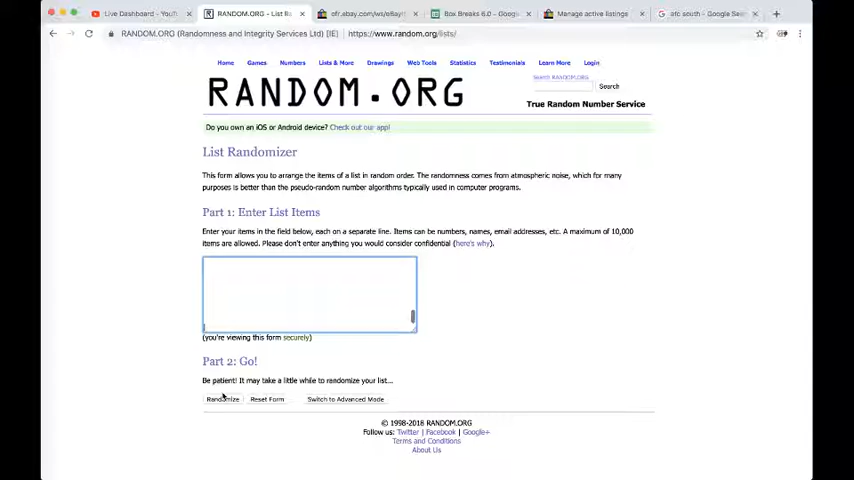 Live Dashboard - YouT
RANDOM.ORG - List Ra
ofr.ebay.com/ws/eBayI
Box Breaks 6.0 - Google
Manage active listings
afc south - Google Sea
RANDOM.ORG (Randomness and Integrity Services Ltd) [IE]
https://www.random.org/lists/
Home Games Numbers Lists & More Drawings Web Tools Statistics Testimonials Learn More Login
Search RANDOM.ORG
Search
RANDOM.ORG
True Random Number Service
Do you own an iOS or Android device? Check out our app!
List Randomizer
This form allows you to arrange the items of a list in random order. The randomness comes from atmospheric noise, which for many
purposes is better than the pseudo-random number algorithms typically used in computer programs.
Part 1: Enter List Items
Enter your items in the field below, each on a separate line. Items can be numbers, names, email addresses, etc. A maximum of 10,000
items are allowed. Please don't enter anything you would consider confidential (here's why).
(you're viewing this form securely)
Part 2: Go!
Be patient! It may take a little while to randomize your list...
Randomize Reset Form Switch to Advanced Mode
© 1998-2018 RANDOM.ORG
Follow us: Twitter | Facebook | Google+
Terms and Conditions
About Us